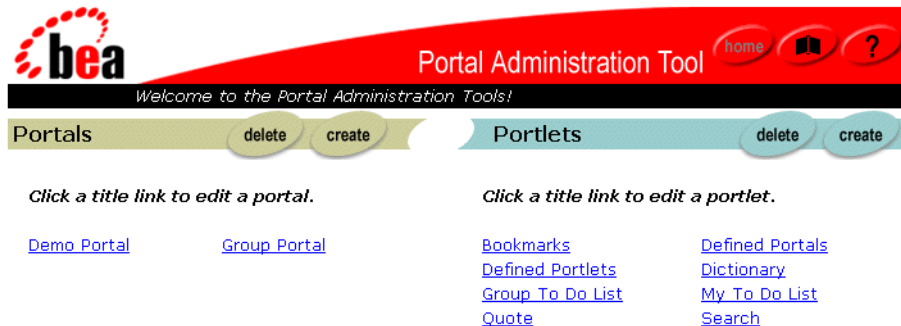 bea
Portal Administration Tool
home
?
Welcome to the Portal Administration Tools!
Portals
delete
create
Portlets
delete
create
Click a title link to edit a portal.
Demo Portal
Group Portal
Click a title link to edit a portlet.
Bookmarks
Defined Portals
Defined Portlets
Dictionary
Group To Do List
My To Do List
Quote
Search